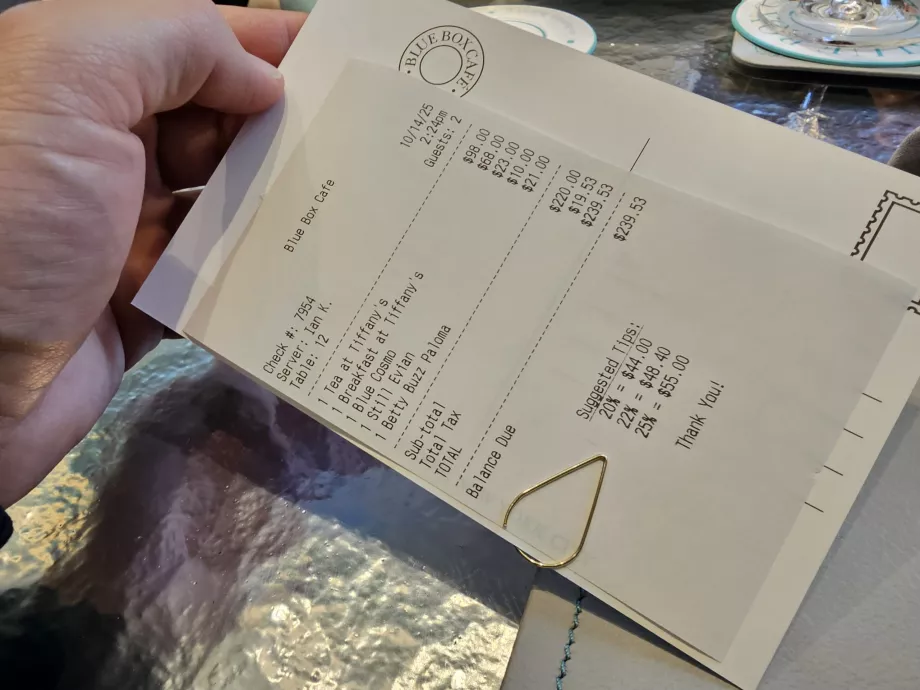 BLUE BOX CAFE
Blue Box Cafe
Check #: 7954 10/14/25
Server: Ian K. 2:24pm
Table: 12 Guests: 2
1 Tea at Tiffany's $98.00
1 Breakfast at Tiffany's $68.00
1 Blue Cosmo $23.00
1 Still Evian $10.00
1 Betty Buzz Paloma $21.00
Sub-total $220.00
Total Tax $19.53
TOTAL $239.53
Balance Due $239.53
Suggested Tips:
20% = $44.00
22% = $48.40
25% = $55.00
Thank You!